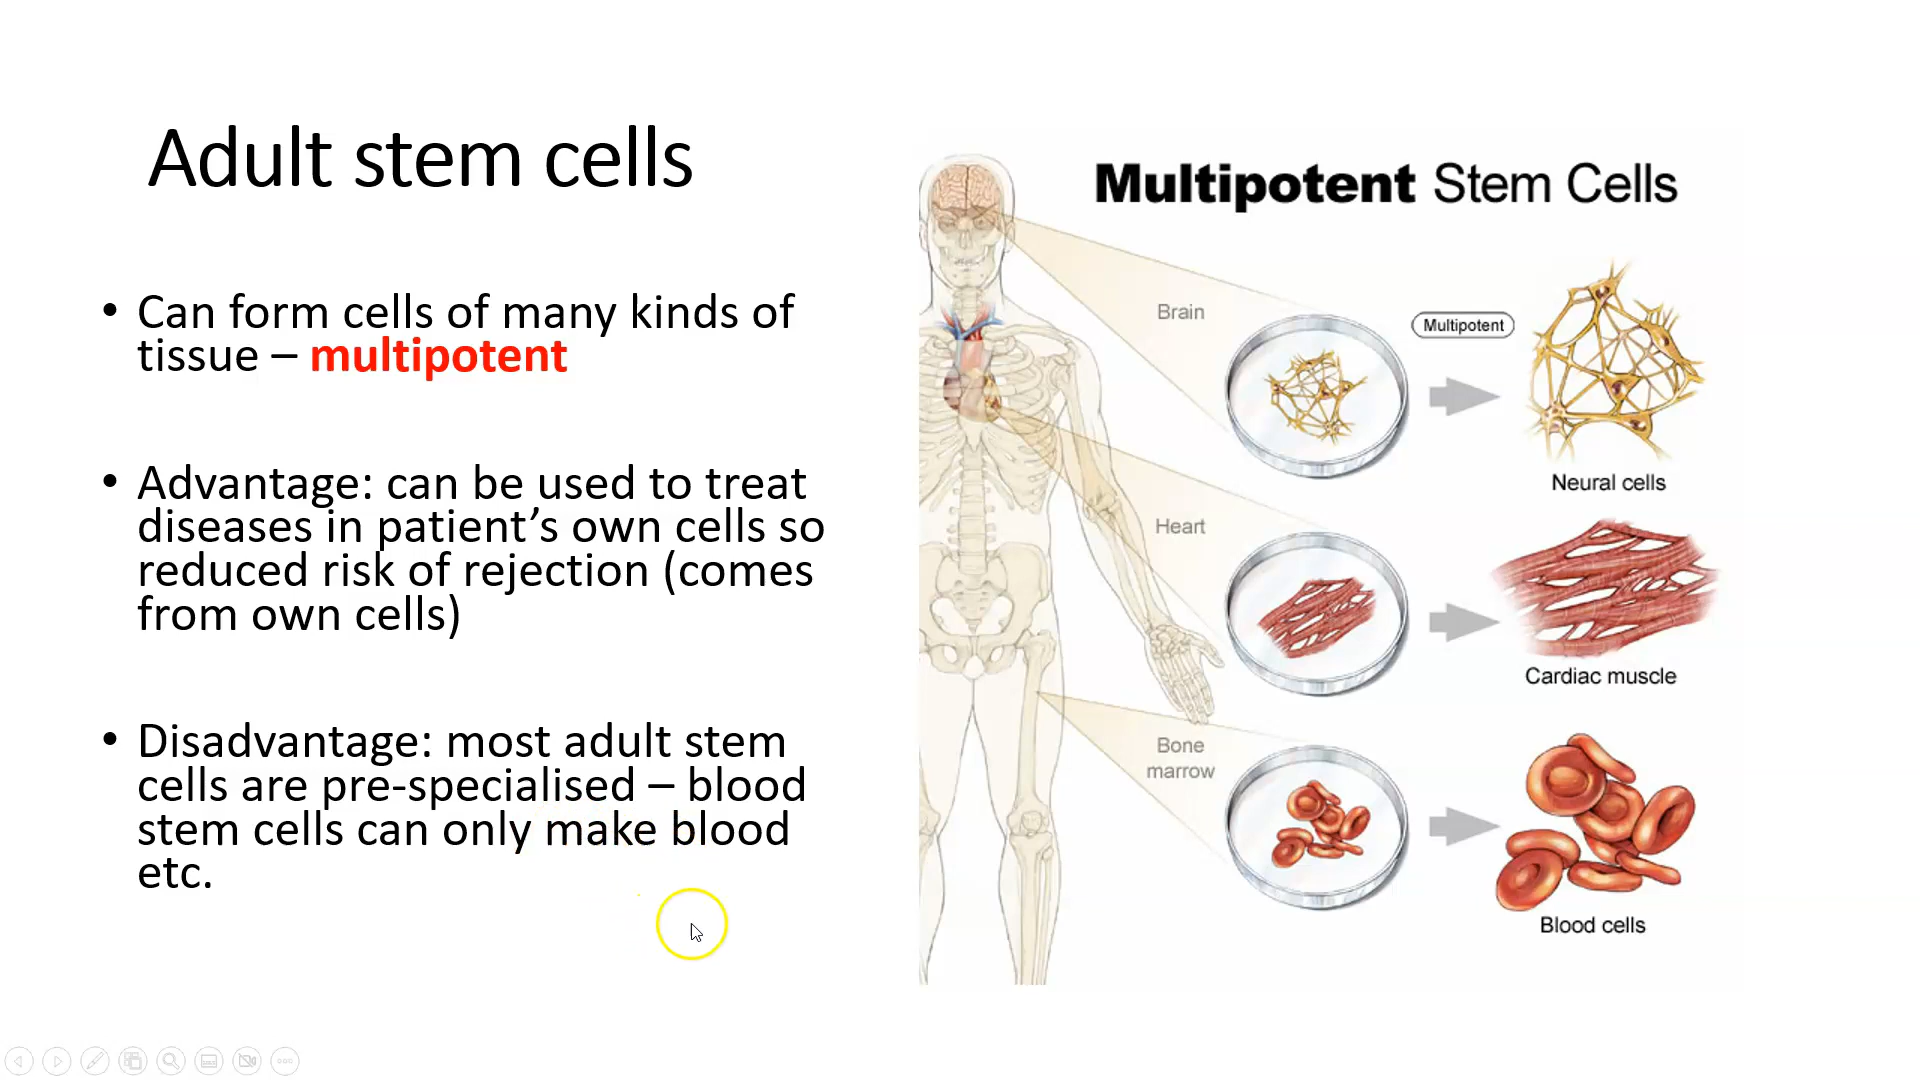 Adult stem cells
• Can form cells of many kinds of
tissue – multipotent
• Advantage: can be used to treat
diseases in patient’s own cells so
reduced risk of rejection (comes
from own cells)
• Disadvantage: most adult stem
cells are pre-specialised – blood
stem cells can only make blood
etc.
Multipotent Stem Cells
Brain
Multipotent
Neural cells
Heart
Cardiac muscle
Bone
marrow
Blood cells